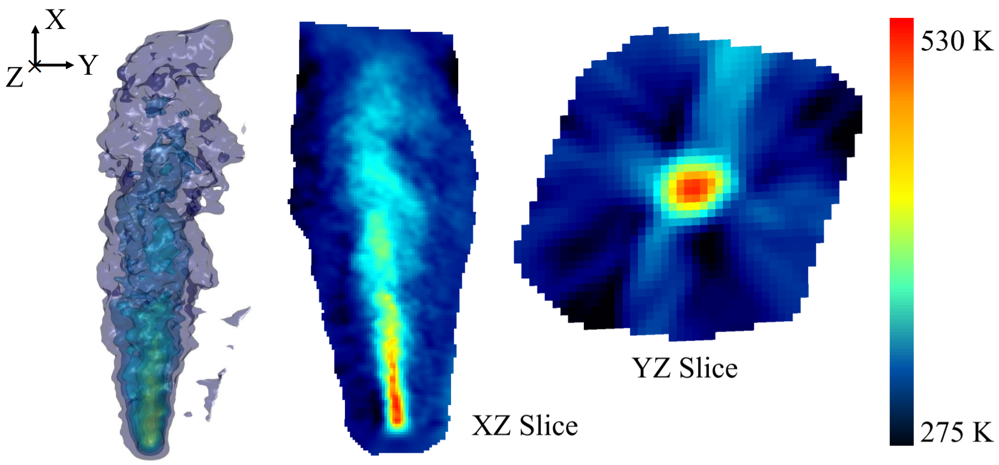 X
Y
Z
XZ Slice
YZ Slice
530 K
275 K